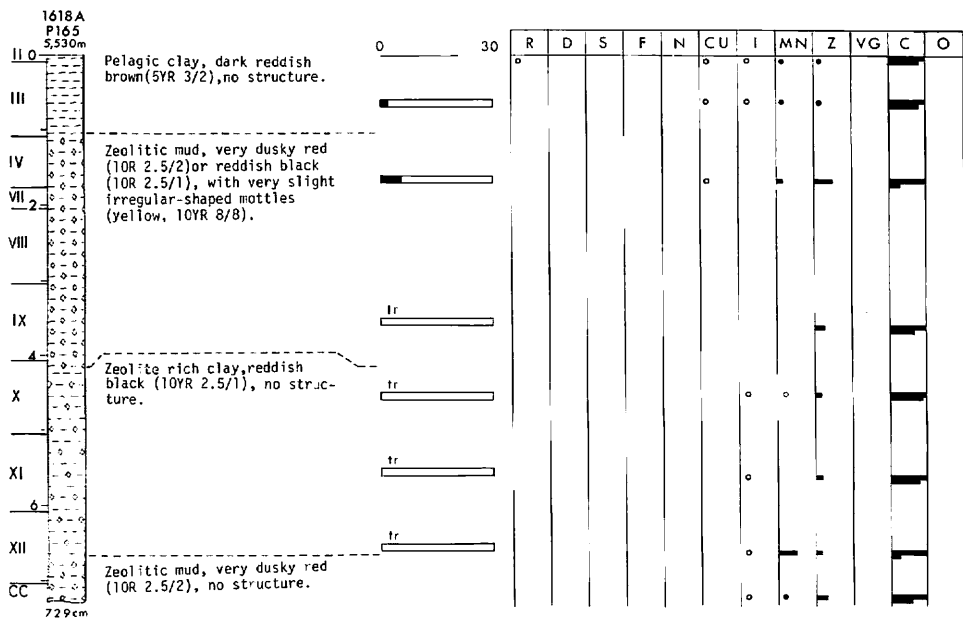 1618A
P165
5,530m
0 30
R D S F N CU I MN Z VG C O
II 0
Pelagic clay, dark reddish
brown(5YR 3/2),no structure.
III
Zeolitic mud, very dusky red
(10R 2.5/2)or reddish black
(10R 2.5/1), with very slight
irregular-shaped mottles
(yellow, 10YR 8/8).
IV
VII
2
VIII
IX
tr
4
Zeolite rich clay,reddish
black (10YR 2.5/1), no struc-
ture.
X
tr
XI
tr
6
XII
tr
Zeolitic mud, very dusky red
(10R 2.5/2), no structure.
CC
729cm